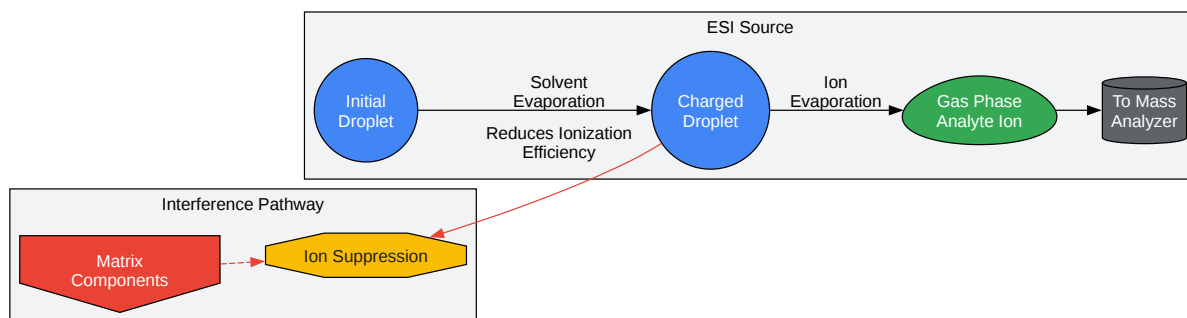 ESI Source
Initial
Droplet
Solvent
Evaporation
Charged
Droplet
Ion
Evaporation
Gas Phase
Analyte Ion
To Mass
Analyzer
Reduces Ionization
Efficiency
Interference Pathway
Matrix
Components
Ion Suppression